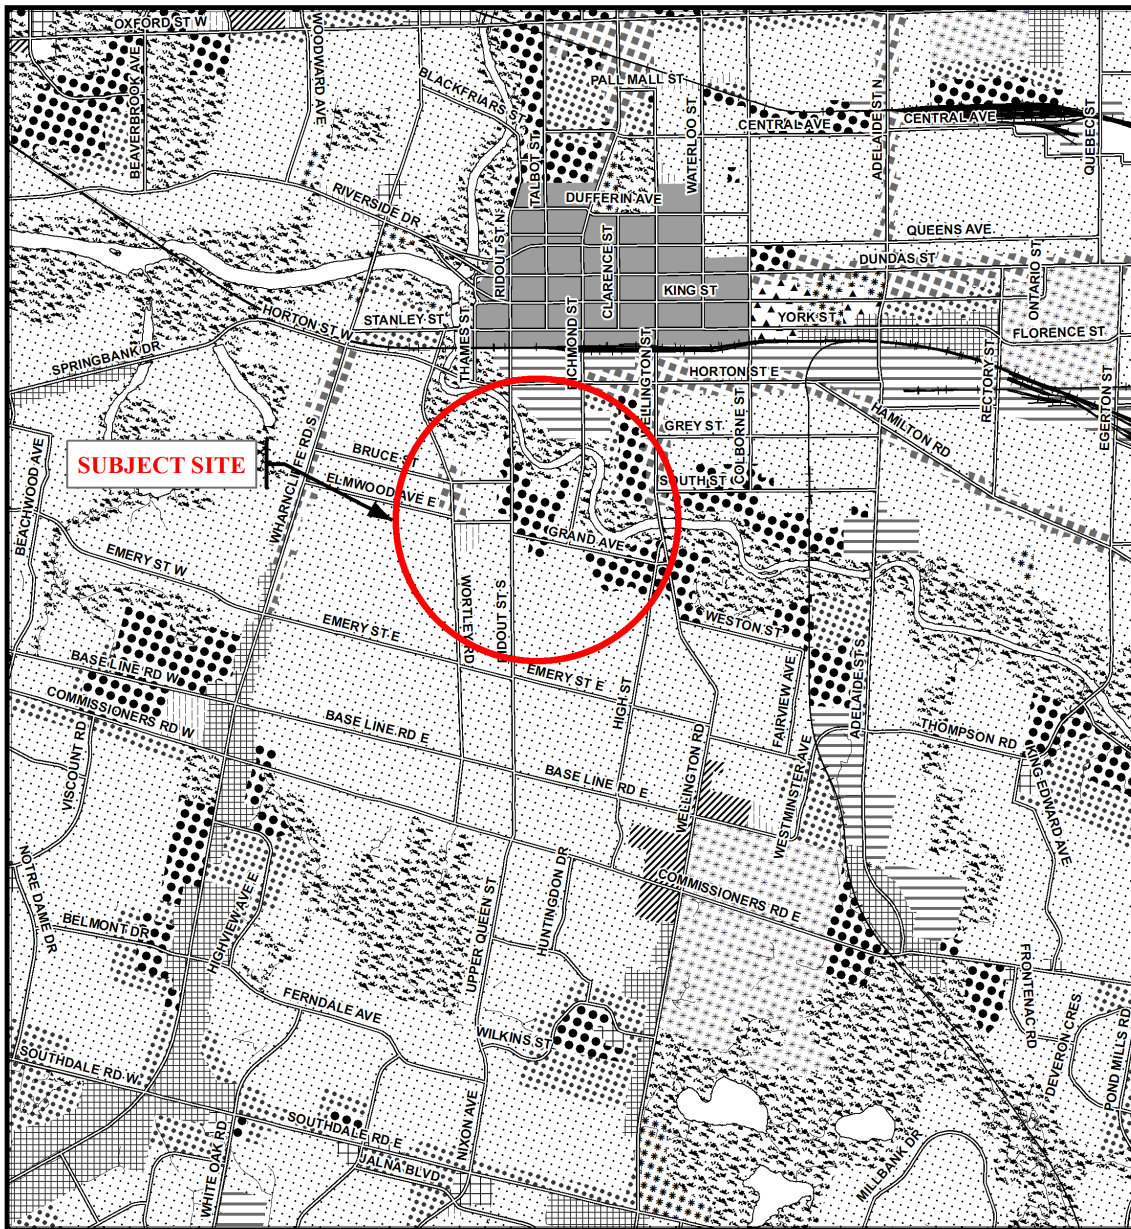 OXFORD ST W
WOODWARD AVE
BEAVERBROOK AVE
BLACKFRIARS ST
PALL MALL ST
TALBOT ST
WATERLOO ST
CENTRAL AVE
ADELAIDE ST N
CENTRAL AVE
QUEBEC ST
RIVERSIDE DR
DUFFERIN AVE
RIDOUT ST N
CLARENCE ST
QUEENS AVE
DUNDAS ST
ONTARIO ST
KING ST
HORTON ST W
STANLEY ST
THAMES ST
YORK ST
FLORENCE ST
SPRINGBANK DR
RICHMOND ST
WELLINGTON ST
HORTON ST E
RECTORY ST
EGERTON ST
COLBORNE ST
HAMILTON RD
GREY ST
BEACHWOOD AVE
SUBJECT SITE
WHARNCLIFFE RD S
BRUCE ST
ELMWOOD AVE E
SOUTH ST
GRAND AVE
EMERY ST W
WORTLEY RD
RIDOUT ST S
EMERY ST E
WESTON ST
BASE LINE RD W
EMERY ST E
HIGH ST
FAIRVIEW AVE
ADELAIDE ST S
COMMISSIONERS RD W
BASE LINE RD E
THOMPSON RD
VISCOUNT RD
BASE LINE RD E
WELLINGTON RD
WESTMINSTER AVE
KING EDWARD AVE
NOTRE DAME DR
COMMISSIONERS RD E
BELMONT DR
HIGHVIEW AVE E
UPPER QUEEN ST
HUNTINGDON DR
FERNDALE AVE
WILKINS ST
FRONTENAC RD
DEVERON CRES
POND MILLS RD
SOUTHDALE RD W
SOUTHDALE RD E
NIXON AVE
WHITE OAK RD
JALNA BLVD
MILLBANK DR